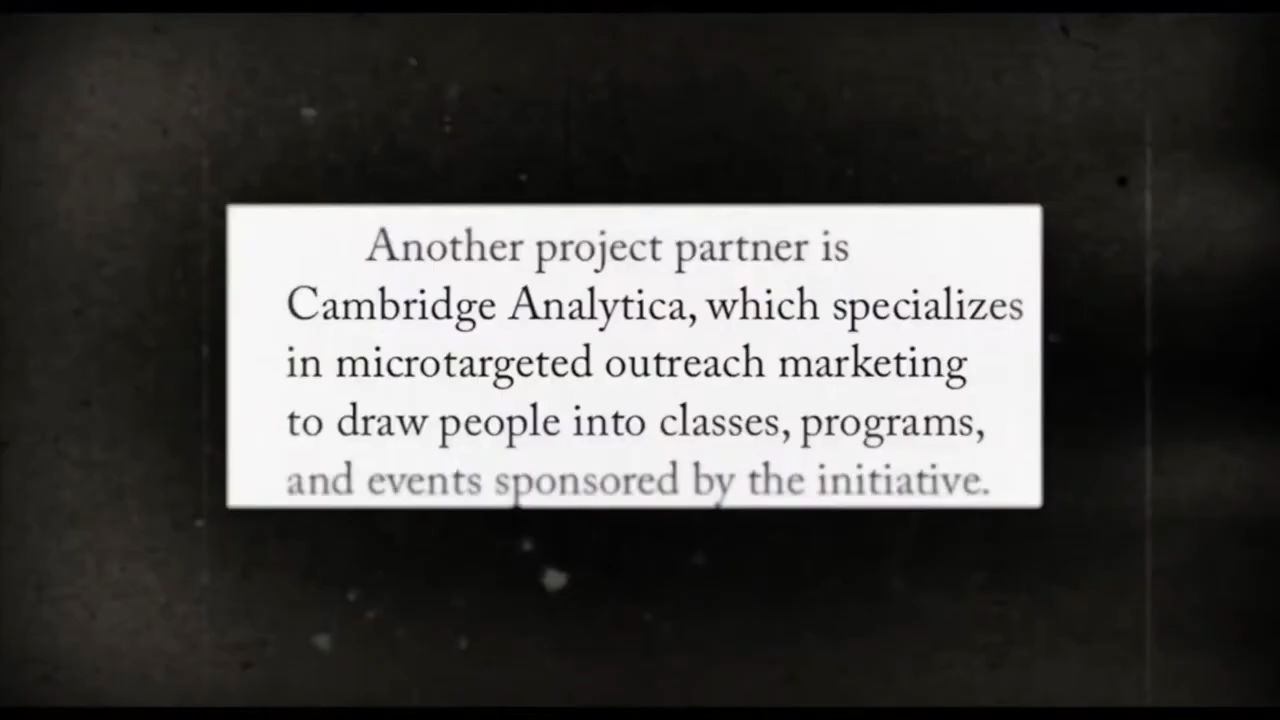 Another project partner is
Cambridge Analytica, which specializes
in microtargeted outreach marketing
to draw people into classes, programs,
and events sponsored by the initiative.